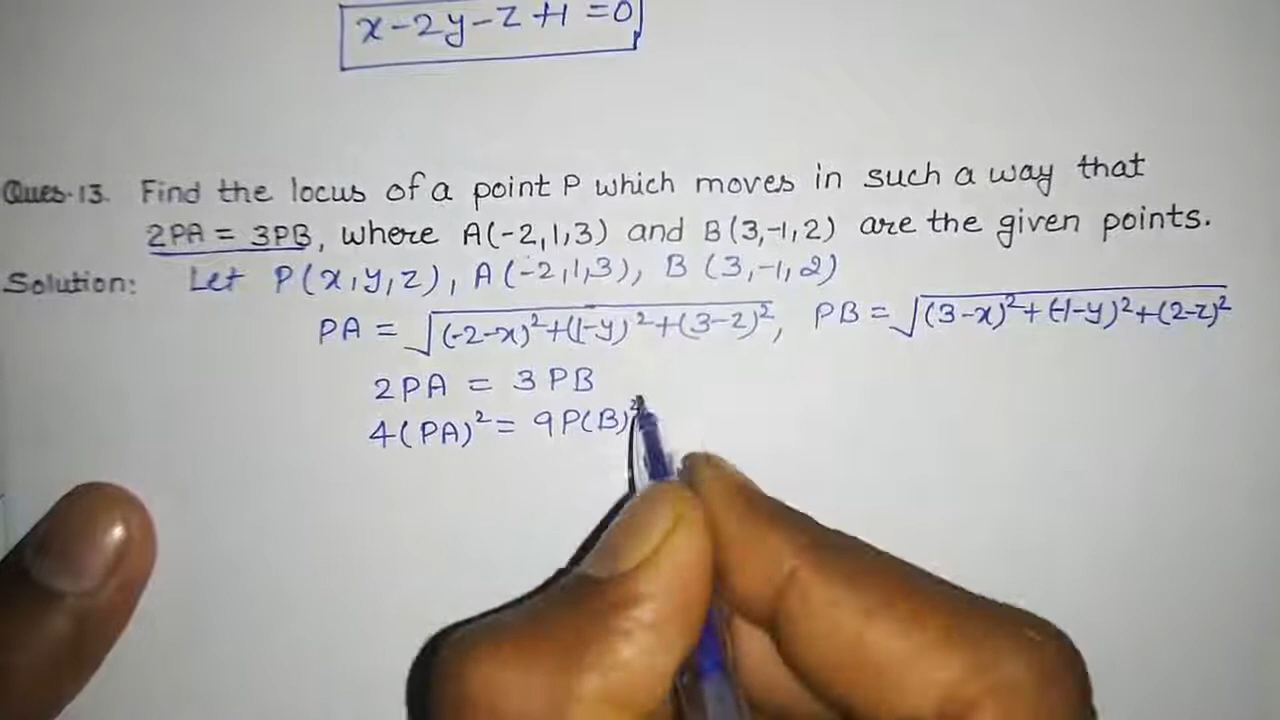 x-2y-z+1=0
Ques.13. Find the locus of a point P which moves in such a way that
2PA = 3PB, where A(-2,1,3) and B(3,-1,2) are the given points.
Solution: Let P(x,y,z), A(-2,1,3), B(3,-1,2)
PA = √(-2-x)²+(1-y)²+(3-z)², PB = √(3-x)²+(-1-y)²+(2-z)²
2PA = 3PB
4(PA)² = 9P(B)²